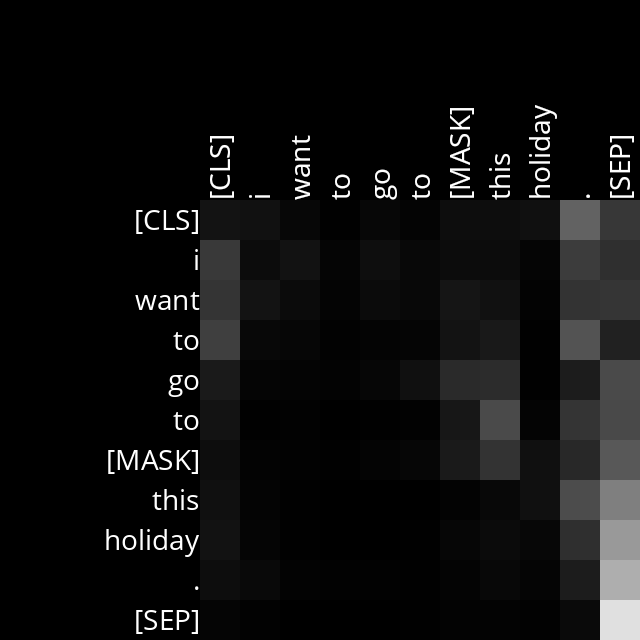 [CLS] i want to go to [MASK] this holiday . [SEP]
[CLS]
i
want
to
go
to
[MASK]
this
holiday
.
[SEP]